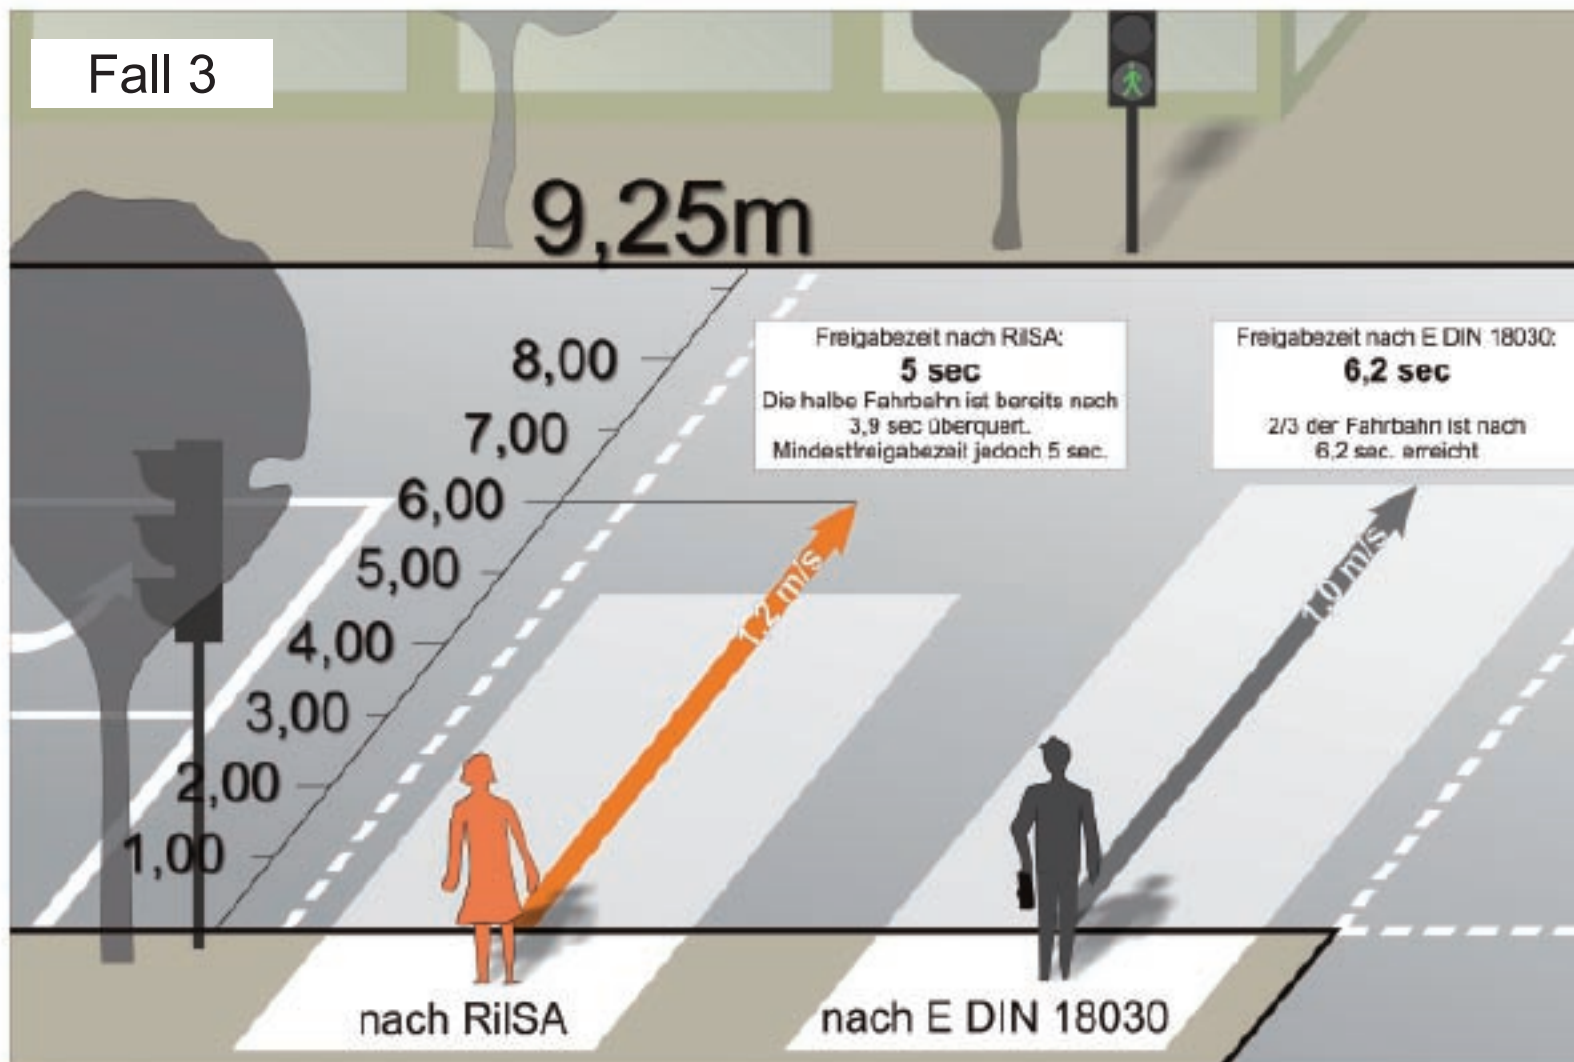 Fall 3
9,25m
8,00
7,00
6,00
5,00
4,00
3,00
2,00
1,00
Freigabezeit nach RilSA:
5 sec
Die halbe Fahrbahn ist bereits nach
3,9 sec überquert.
Mindestfreigabezeit jedoch 5 sec.
Freigabezeit nach E DIN 18030:
6,2 sec
2/3 der Fahrbahn ist nach
6,2 sec. erreicht
1,2 m/s
1,0 m/s
nach RilSA
nach E DIN 18030